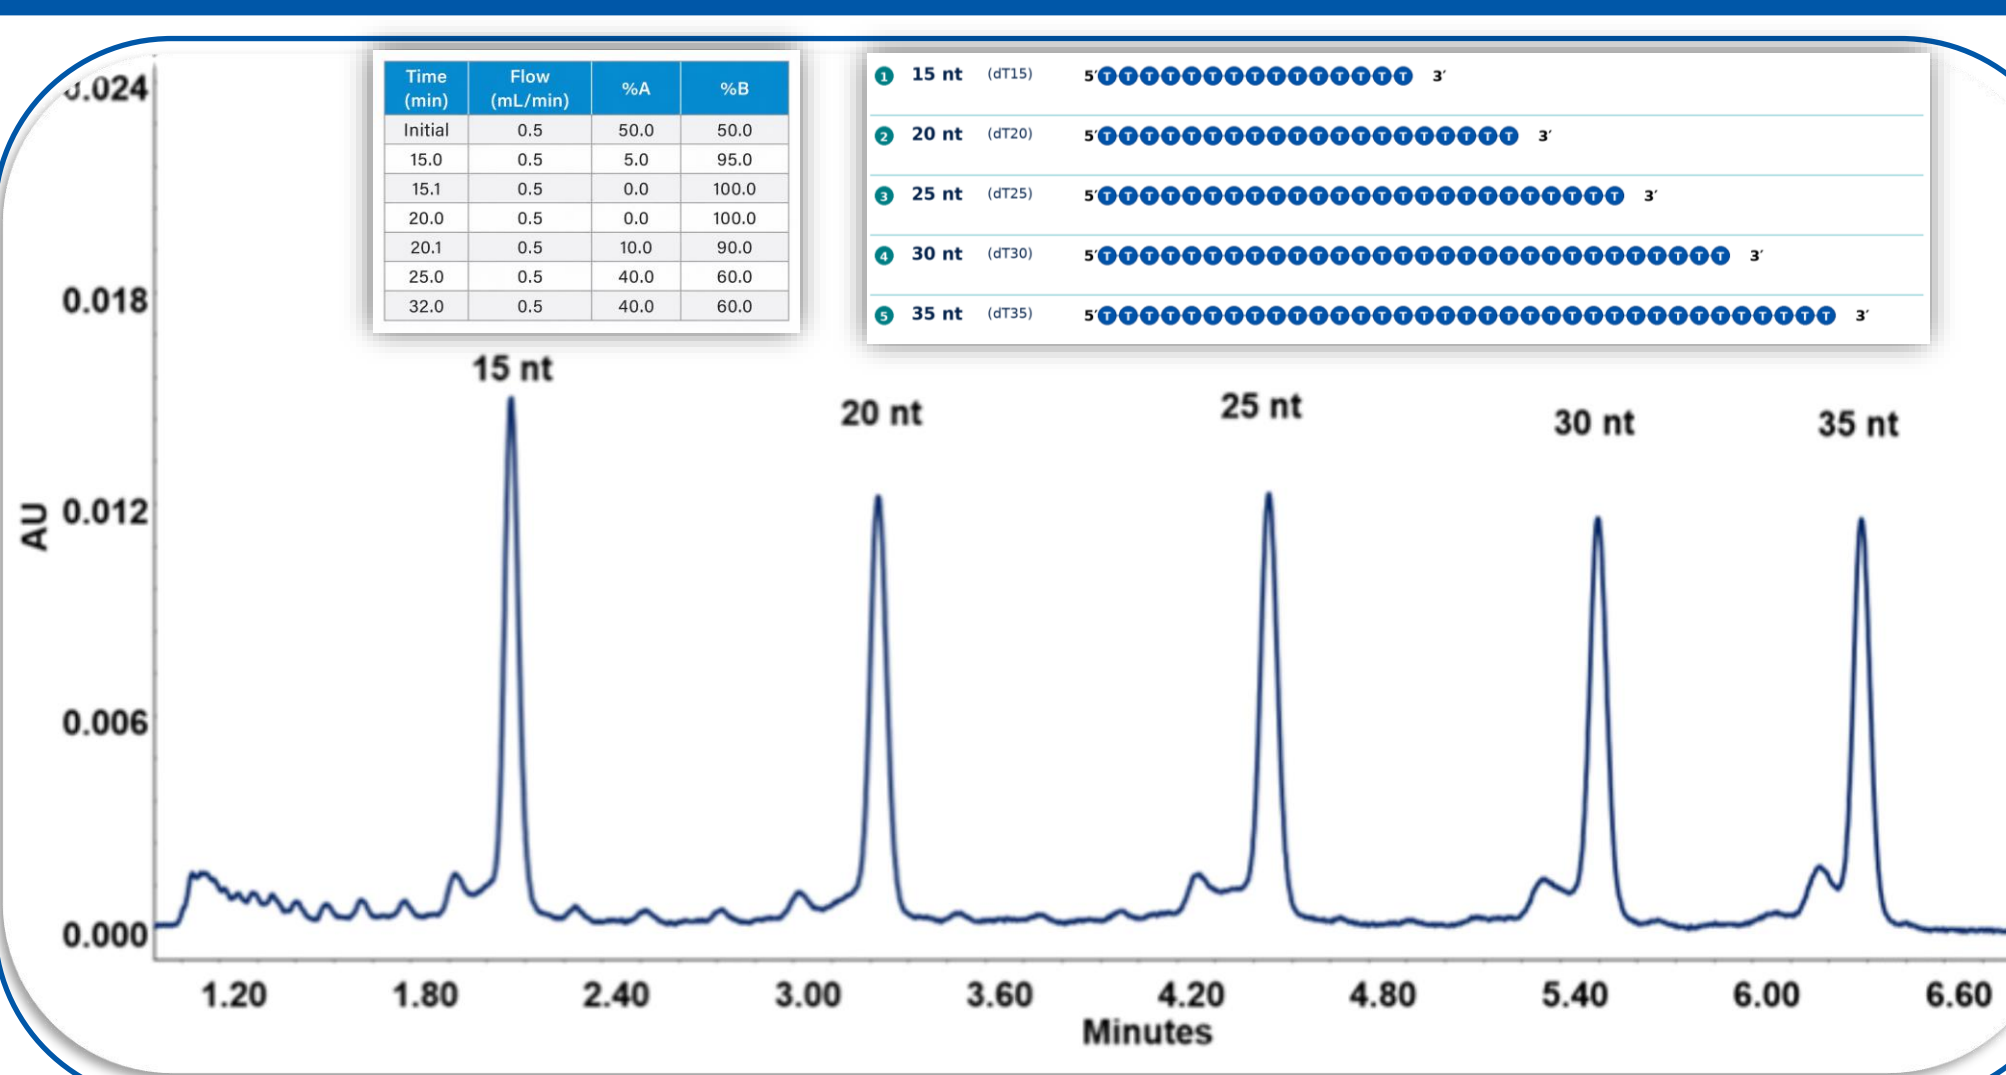 Time (min) Flow (mL/min) %A %B
Initial 0.5 50.0 50.0
15.0 0.5 5.0 95.0
15.1 0.5 0.0 100.0
20.0 0.5 0.0 100.0
20.1 0.5 10.0 90.0
25.0 0.5 40.0 60.0
32.0 0.5 40.0 60.0
1 15 nt (dT15) 5′TTTTTTTTTTTTTTT 3′
2 20 nt (dT20) 5′TTTTTTTTTTTTTTTTTTTT 3′
3 25 nt (dT25) 5′TTTTTTTTTTTTTTTTTTTTTTTTT 3′
4 30 nt (dT30) 5′TTTTTTTTTTTTTTTTTTTTTTTTTTTTTT 3′
5 35 nt (dT35) 5′TTTTTTTTTTTTTTTTTTTTTTTTTTTTTTTTTTT 3′
15 nt
20 nt
25 nt
30 nt
35 nt
AU
0.024
0.018
0.012
0.006
0.000
1.20 1.80 2.40 3.00 3.60 4.20 4.80 5.40 6.00 6.60
Minutes